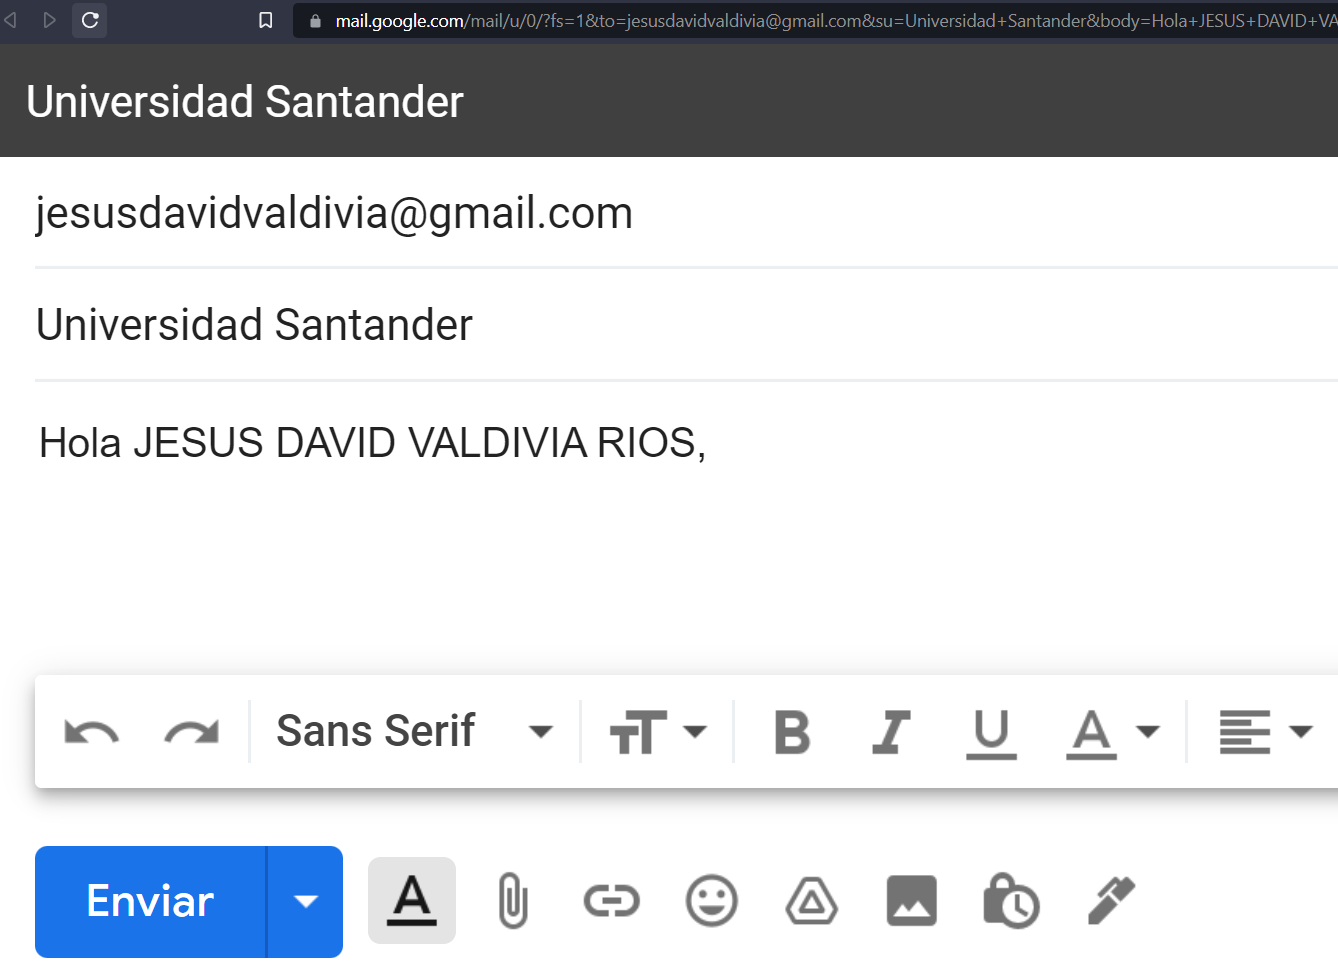 mail.google.com/mail/u/0/?fs=1&to=jesusdavidvaldivia@gmail.com&su=Universidad+Santander&body=Hola+JESUS+DAVID+VA
Universidad Santander
jesusdavidvaldivia@gmail.com
Universidad Santander
Hola JESUS DAVID VALDIVIA RIOS,
Sans Serif
Enviar